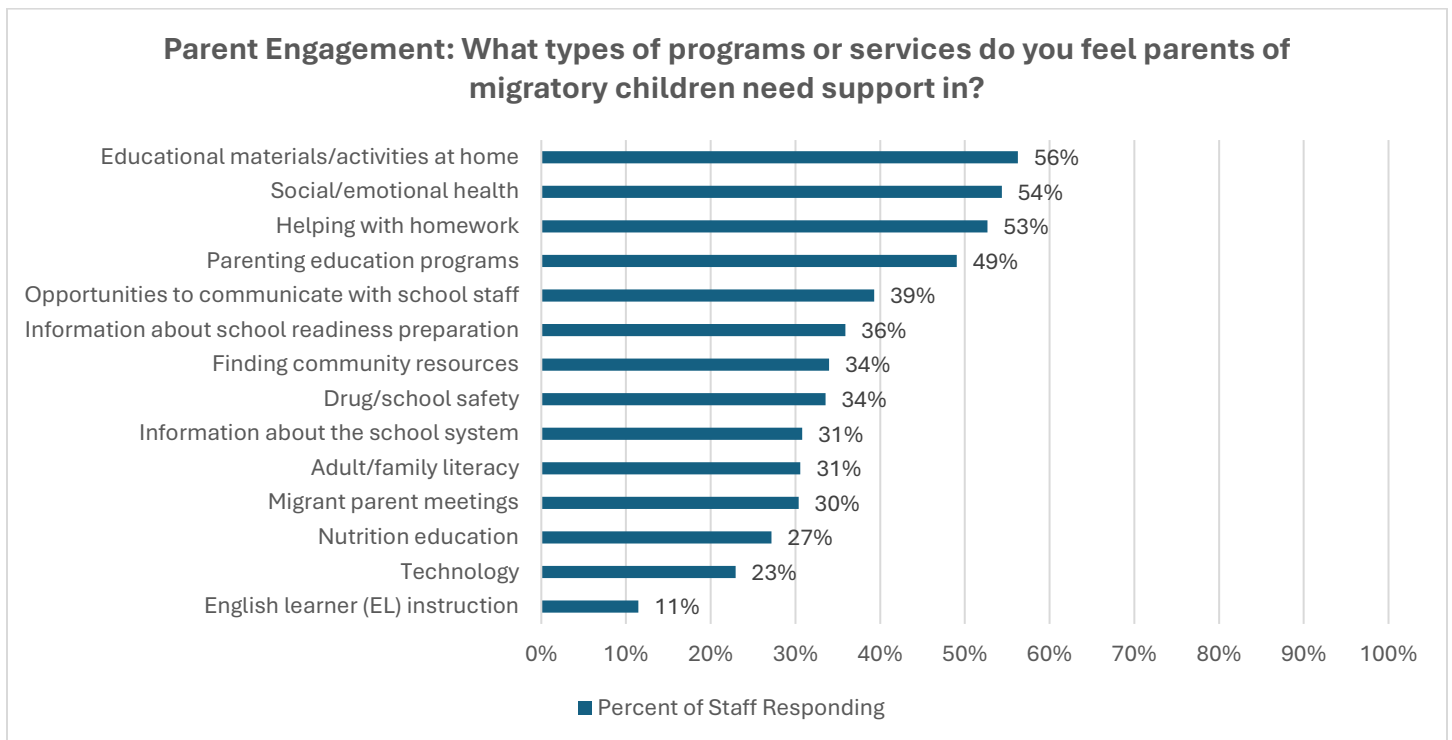 Parent Engagement: What types of programs or services do you feel parents of
migratory children need support in?
Educational materials/activities at home 56%
Social/emotional health 54%
Helping with homework 53%
Parenting education programs 49%
Opportunities to communicate with school staff 39%
Information about school readiness preparation 36%
Finding community resources 34%
Drug/school safety 34%
Information about the school system 31%
Adult/family literacy 31%
Migrant parent meetings 30%
Nutrition education 27%
Technology 23%
English learner (EL) instruction 11%
0% 10% 20% 30% 40% 50% 60% 70% 80% 90% 100%
Percent of Staff Responding